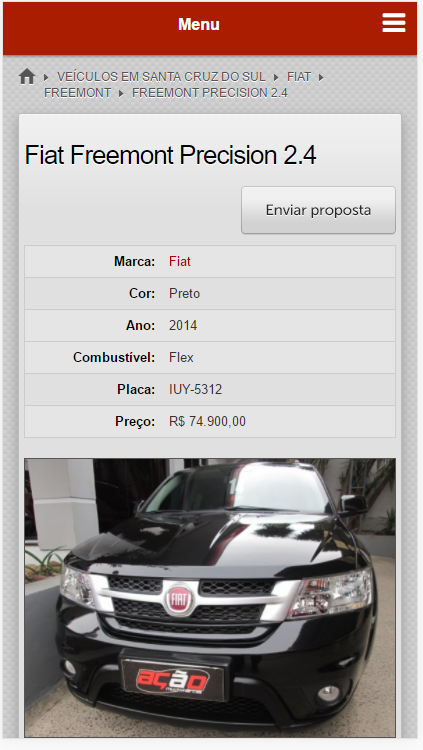 Menu
VEÍCULOS EM SANTA CRUZ DO SUL FIAT
FREEMONT FREEMONT PRECISION 2.4
Fiat Freemont Precision 2.4
Enviar proposta
Marca: Fiat
Cor: Preto
Ano: 2014
Combustível: Flex
Placa: IUY-5312
Preço: R$ 74.900,00
FIAT
AÇÃO